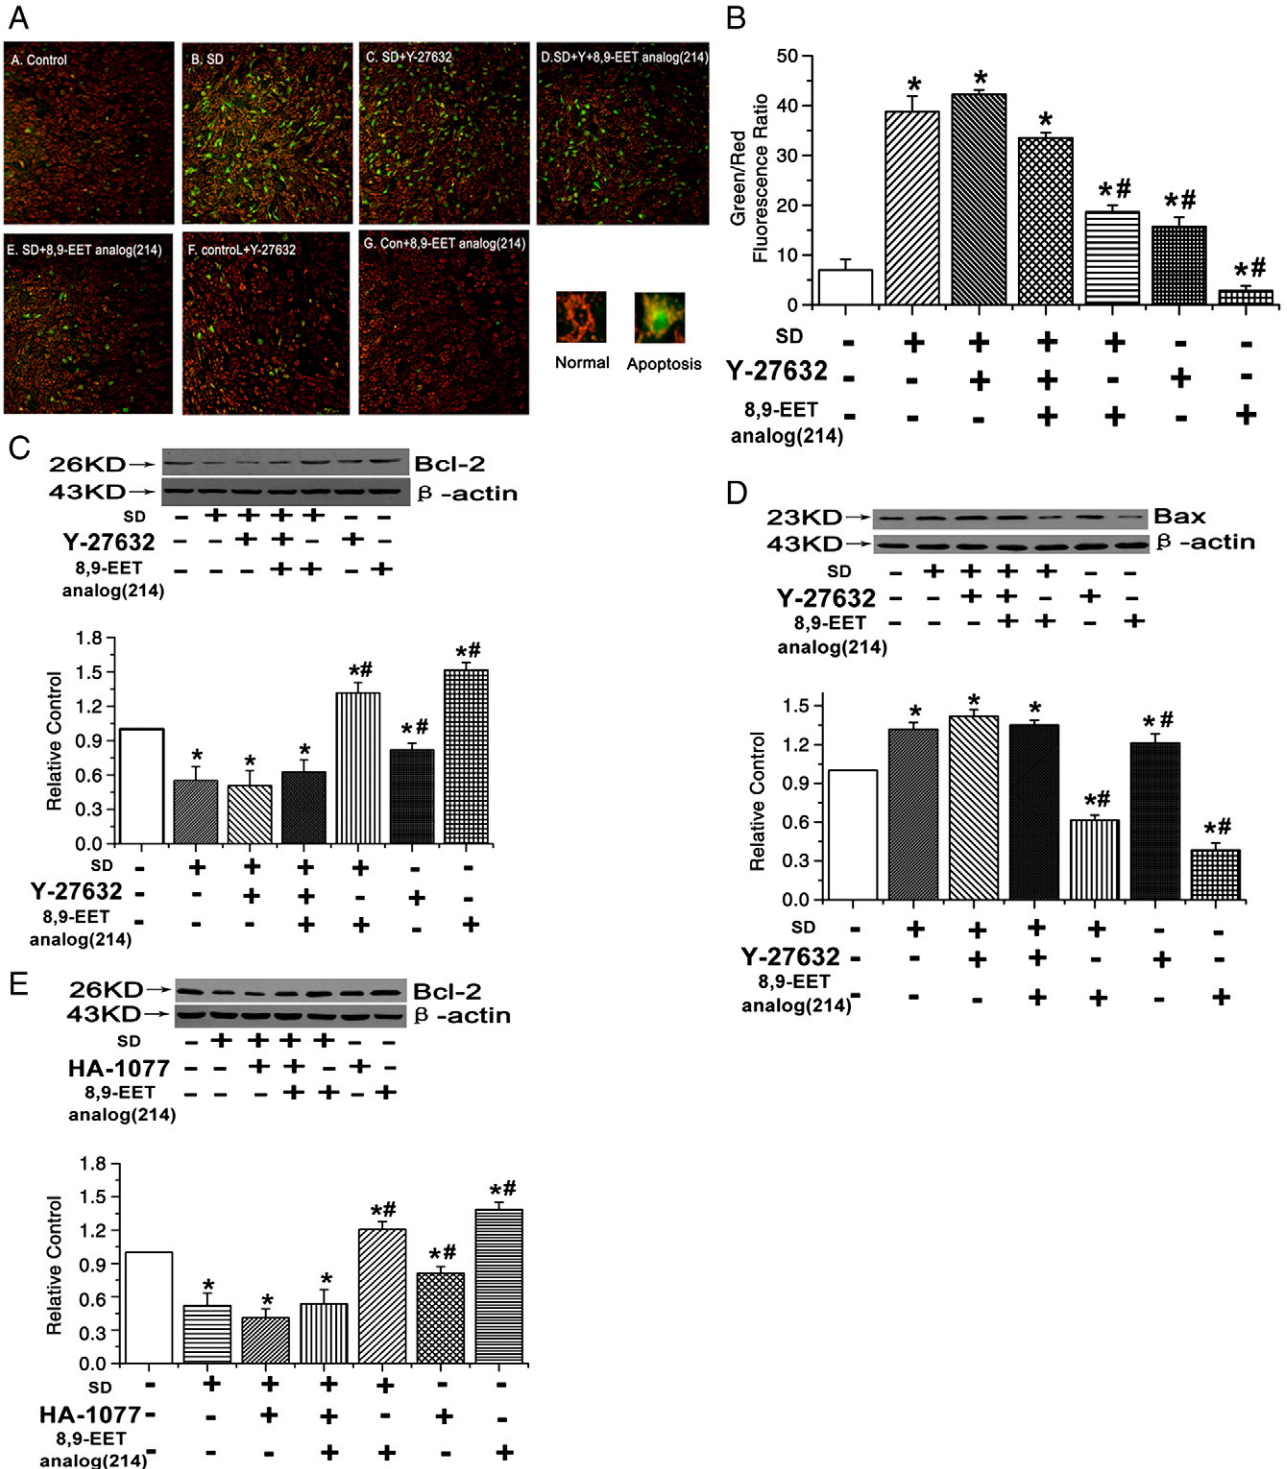 A
A. Control
B. SD
C. SD+Y-27632
D.SD+Y+8,9-EET analog(214)
E. SD+8,9-EET analog(214)
F. controL+Y-27632
G. Con+8,9-EET analog(214)
Normal
Apoptosis
B
Green/Red
Fluorescence Ratio
50
40
30
20
10
0
* * * *# *# *#
SD - + + + + - -
Y-27632 - - + + - + -
8,9-EET - - - + + - +
analog(214)
C
26KD→ Bcl-2
43KD→ β-actin
SD - + + + + - -
Y-27632 - - + + - + -
8,9-EET - - - + + - +
analog(214)
Relative Control
1.8
1.5
1.2
0.9
0.6
0.3
0.0
* * * *# *# *#
SD - + + + + - -
Y-27632 - - + + - + -
8,9-EET - - - + + - +
analog(214)
D
23KD→ Bax
43KD→ β-actin
SD - + + + + - -
Y-27632 - - + + - + -
8,9-EET - - - + + - +
analog(214)
Relative Control
1.5
1.2
0.9
0.6
0.3
0.0
* * * *# *# *#
SD - + + + + - -
Y-27632 - - + + - + -
8,9-EET
analog(214) - - - + + - +
E
26KD→ Bcl-2
43KD→ β-actin
SD - + + + + - -
HA-1077 - - + + - + -
8,9-EET - - - + + - +
analog(214)
Relative Control
1.8
1.5
1.2
0.9
0.6
0.3
0.0
* * * *# *# *#
SD - + + + + - -
HA-1077 - - + + - + -
8,9-EET
analog(214) - - - + + - +